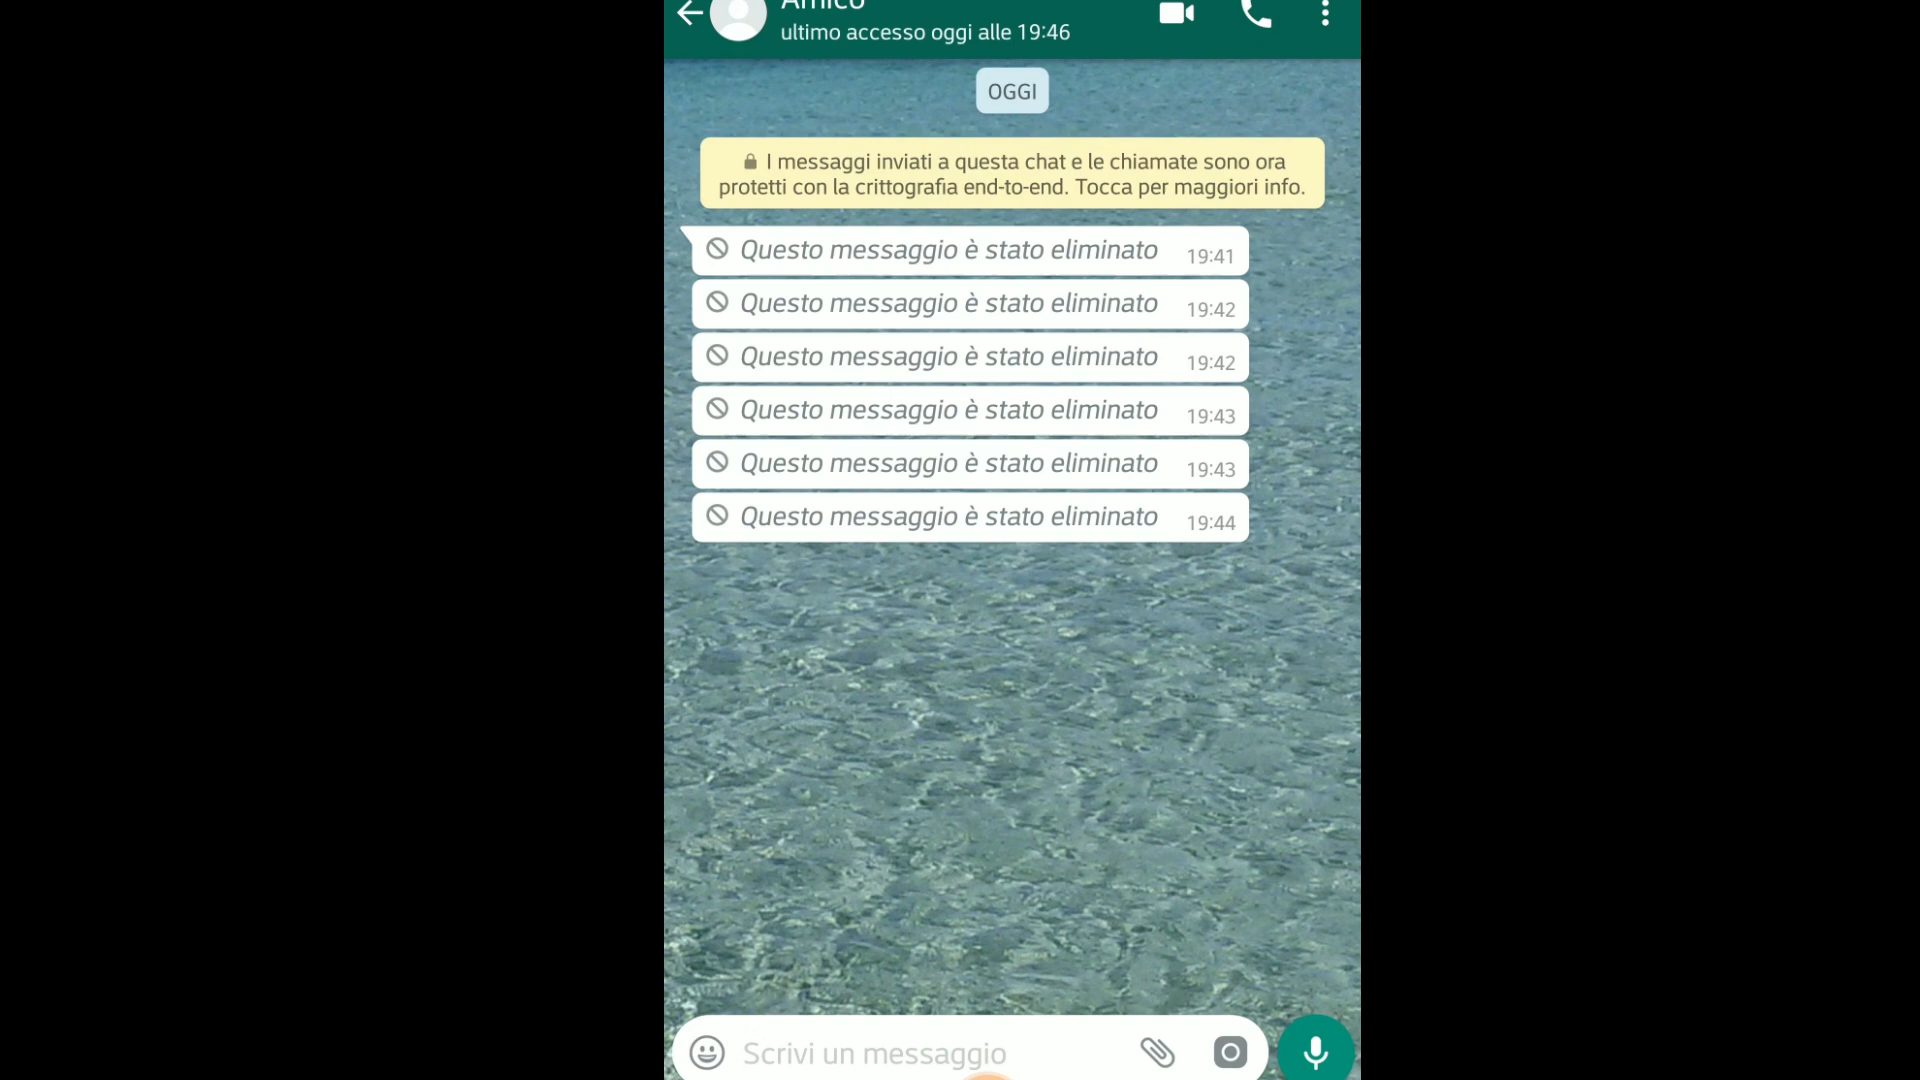 Amico
ultimo accesso oggi alle 19:46
OGGI
I messaggi inviati a questa chat e le chiamate sono ora
protetti con la crittografia end-to-end. Tocca per maggiori info.
Questo messaggio è stato eliminato 19:41
Questo messaggio è stato eliminato 19:42
Questo messaggio è stato eliminato 19:42
Questo messaggio è stato eliminato 19:43
Questo messaggio è stato eliminato 19:43
Questo messaggio è stato eliminato 19:44
Scrivi un messaggio